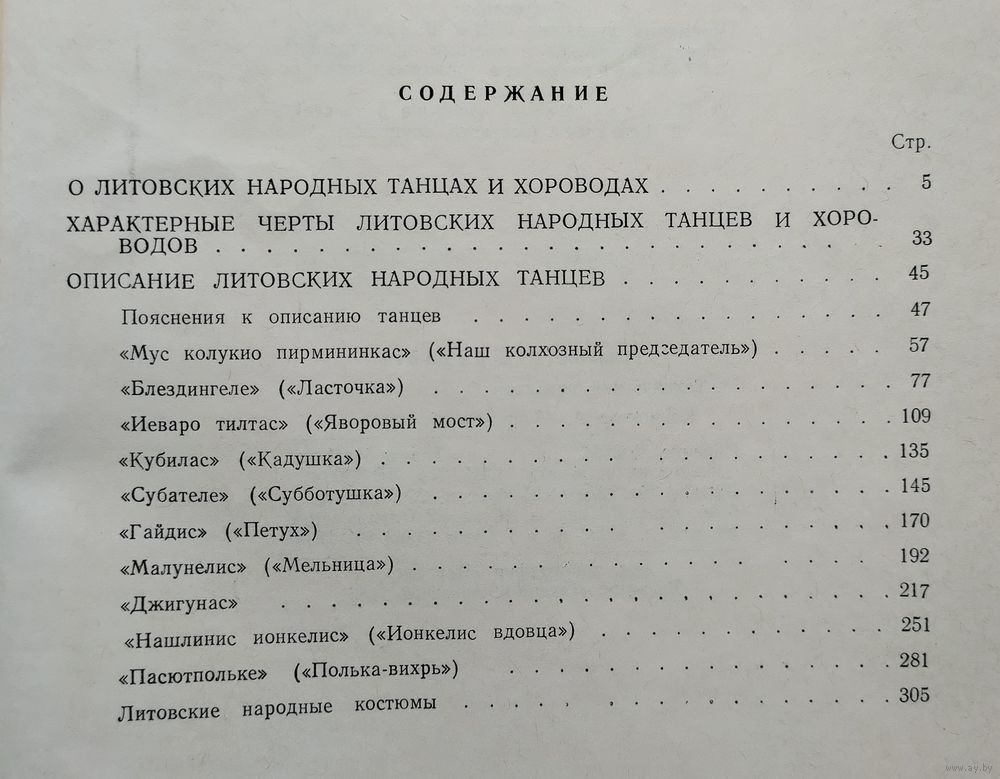 СОДЕРЖАНИЕ
Стр.
О ЛИТОВСКИХ НАРОДНЫХ ТАНЦАХ И ХОРОВОДАХ . . . . . . . . . . 5
ХАРАКТЕРНЫЕ ЧЕРТЫ ЛИТОВСКИХ НАРОДНЫХ ТАНЦЕВ И ХОРО-
ВОДОВ . . . . . . . . . . . . . . . . . . . . . . . . . . . . 33
ОПИСАНИЕ ЛИТОВСКИХ НАРОДНЫХ ТАНЦЕВ . . . . . . . . . . . 45
Пояснения к описанию танцев . . . . . . . . . . . . . . . . . 47
«Мус колукио пирмининкас» («Наш колхозный председатель») . . . . . 57
«Блездингеле» («Ласточка») . . . . . . . . . . . . . . . . . . 77
«Иеваро тилтас» («Яворовый мост») . . . . . . . . . . . . . . . 109
«Кубилас» («Кадушка») . . . . . . . . . . . . . . . . . . . . 135
«Субателе» («Субботушка») . . . . . . . . . . . . . . . . . . 145
«Гайдис» («Петух») . . . . . . . . . . . . . . . . . . . . . 170
«Малунелис» («Мельница») . . . . . . . . . . . . . . . . . . . 192
«Джигунас» . . . . . . . . . . . . . . . . . . . . . . . . 217
«Нашлинис ионкелис» («Ионкелис вдовца») . . . . . . . . . . . . 251
«Пасютпольке» («Полька-вихрь») . . . . . . . . . . . . . . . 281
Литовские народные костюмы . . . . . . . . . . . . . . . . . 305
www.ay.by